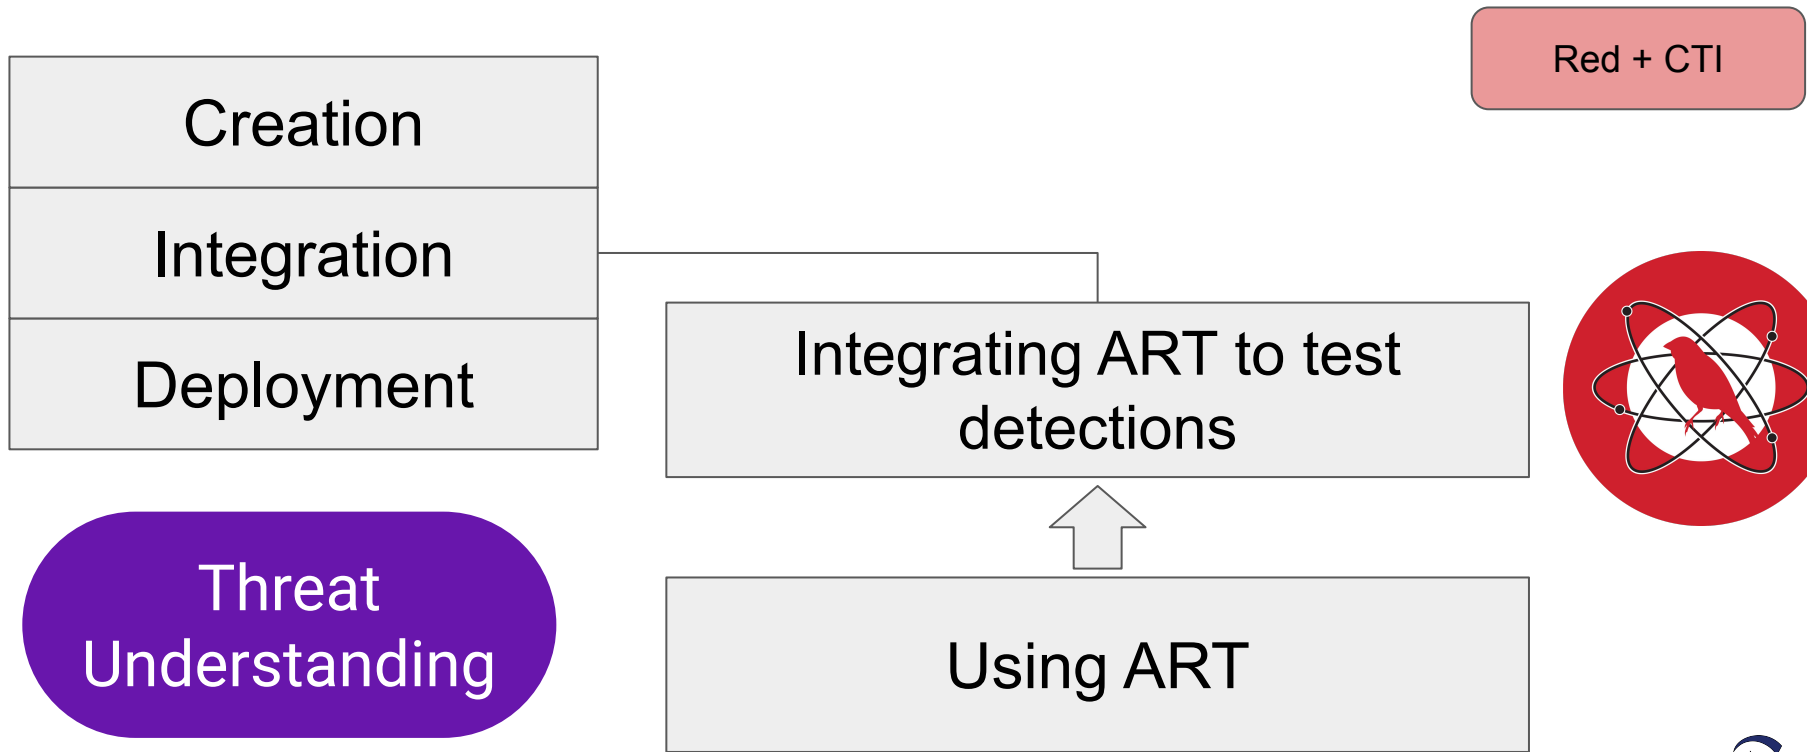 Red + CTI
Creation
Integration
Deployment
Integrating ART to test
detections
Threat
Understanding
Using ART